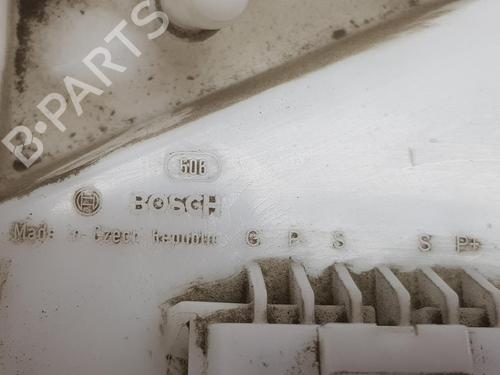 B-PARTS
508
BOSCH
Made in Czech Republic
G P S S P+